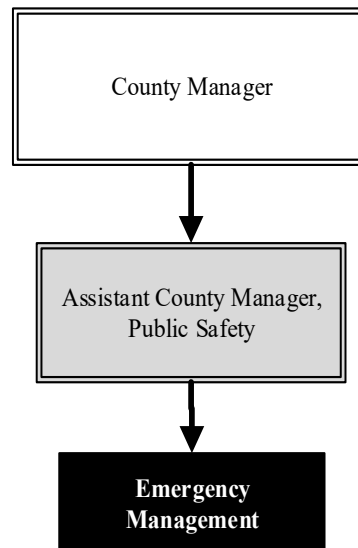 County Manager
Assistant County Manager,
Public Safety
Emergency
Management